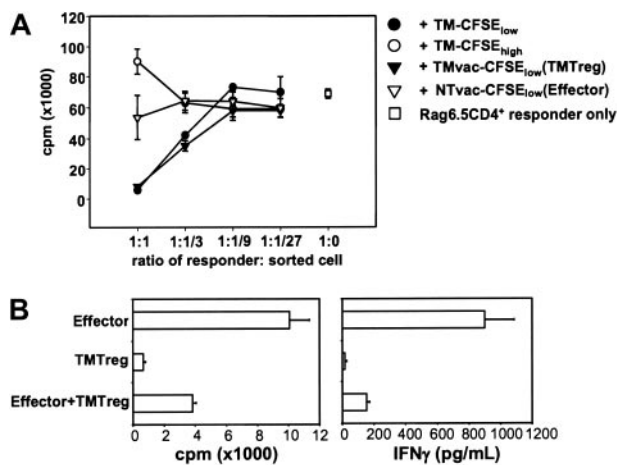 A
120
100
80
60
40
20
0
cpm (x1000)
1:1 1:1/3 1:1/9 1:1/27 1:0
ratio of responder: sorted cell
+ TM-CFSElow
+ TM-CFSEhigh
+ TMvac-CFSElow(TMTreg)
+ NTvac-CFSElow(Effector)
Rag6.5CD4+ responder only
B
Effector
TMTreg
Effector+TMTreg
0 2 4 6 8 10 12
cpm (x1000)
0 200 400 600 800 1000 1200
IFNγ (pg/mL)